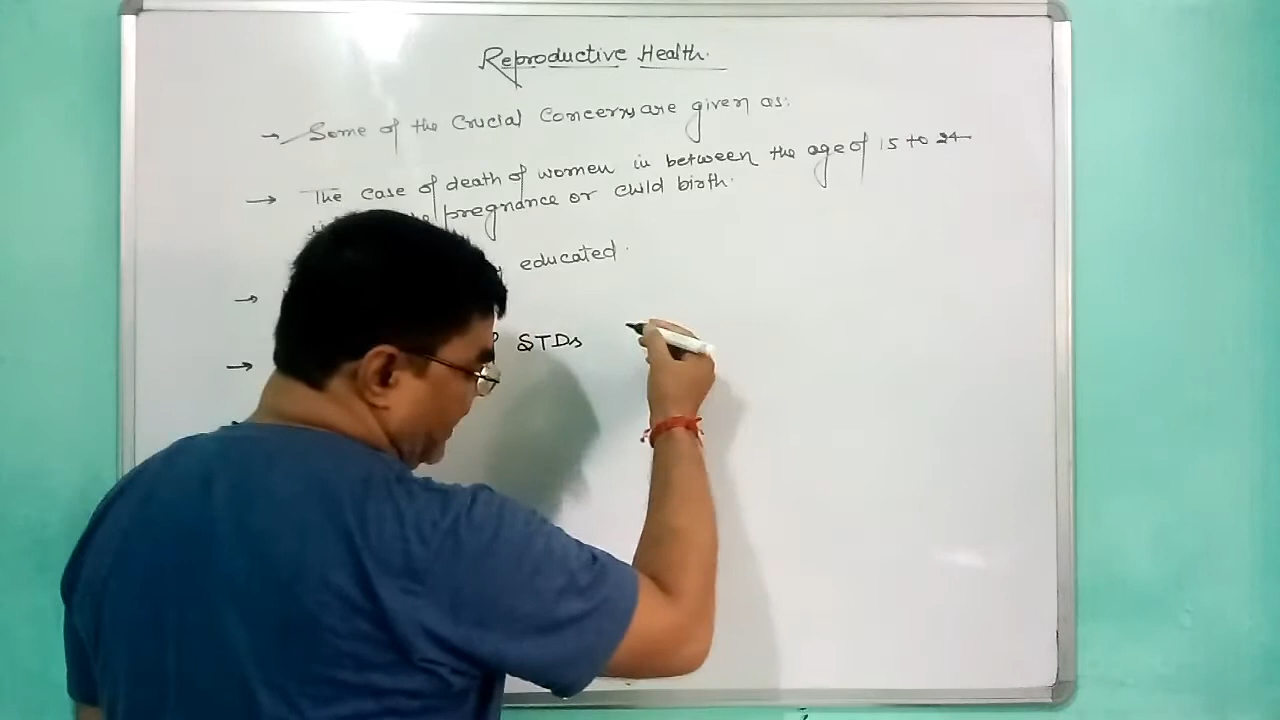 Reproductive Health.
→ Some of the Crucial Concerns are given as:
→ The case of death of women in between the age of 15 to 24
pregnance or child birth.
→ educated.
→ STDs